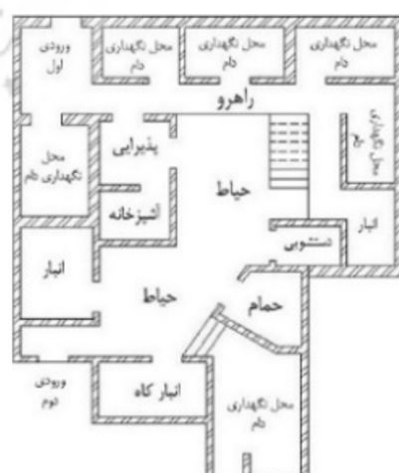 ورودی
اول
محل نگهداری
دام
محل نگهداری
دام
محل نگهداری
دام
راهرو
پذیرایی
محل نگهداری
دام
محل
نگهداری دام
حیاط
آشپزخانه
انبار
دستشویی
انبار
حیاط
حمام
ورودی
دوم
انبار کاه
محل نگهداری
دام